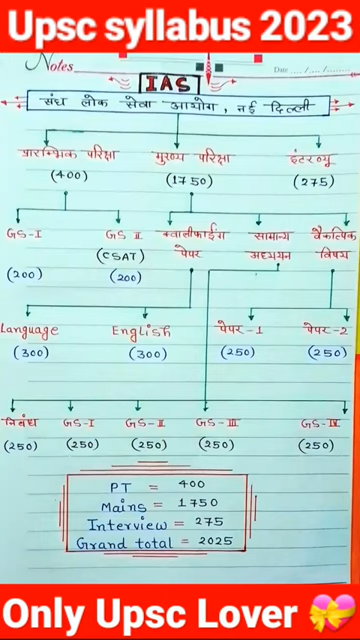 Upsc syllabus 2023
Notes
Date ..../..../........
IAS
संघ लोक सेवा आयोग, नई दिल्ली
प्रारम्भिक परिक्षा मुख्य परिक्षा इंटरव्यू
(400) (1750) (275)
GS-I GS II क्वालीफाईंग सामान्य वैकल्पिक
(CSAT) पेपर अध्ययन विषय
(200) (200)
Language English पेपर-1 पेपर-2
(300) (300) (250) (250)
निबंध GS-I GS-II GS-III GS-IV
(250) (250) (250) (250) (250)
PT = 400
Mains = 1750
Interview = 275
Grand total = 2025
Only Upsc Lover 💝